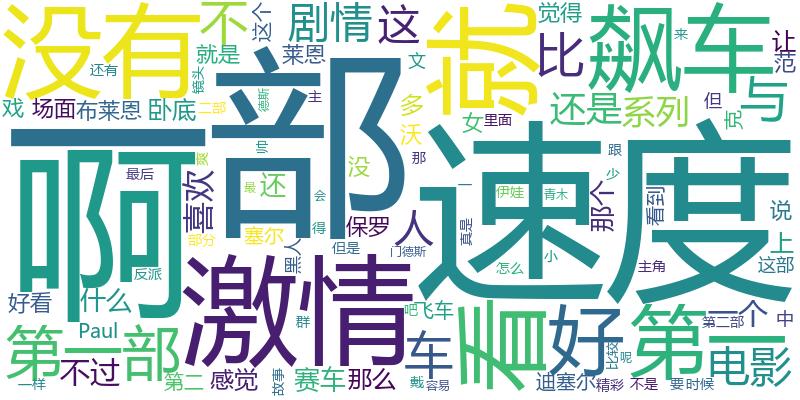 没有
不
这个
剧情
这
就
觉得
飙车
来
让
范
就是
莱恩
还有
镜头
部
文
比
与
戏
场面
布莱恩
卧底
二部
德斯
主
多
还是
系列
但
克
啊
爽
帅
沃
女
里面
速度
没
那
跟
最后
喜欢
最
还
会
一
伊娃
青木
少
那个
看到
说
塞尔
得
保罗
人
真是
部分
黑人
但是
门德斯
怎么
小
主角
上
这部
反派
激情
好看
什么
群
吧
飞车
看
好
第一
一个
中
第二部
Paul
第一部
车
比较
呢
电影
一样
不过
第二
感觉
故事
赛车
那么
戴
容易
迪塞尔
精彩
不是
要
时候